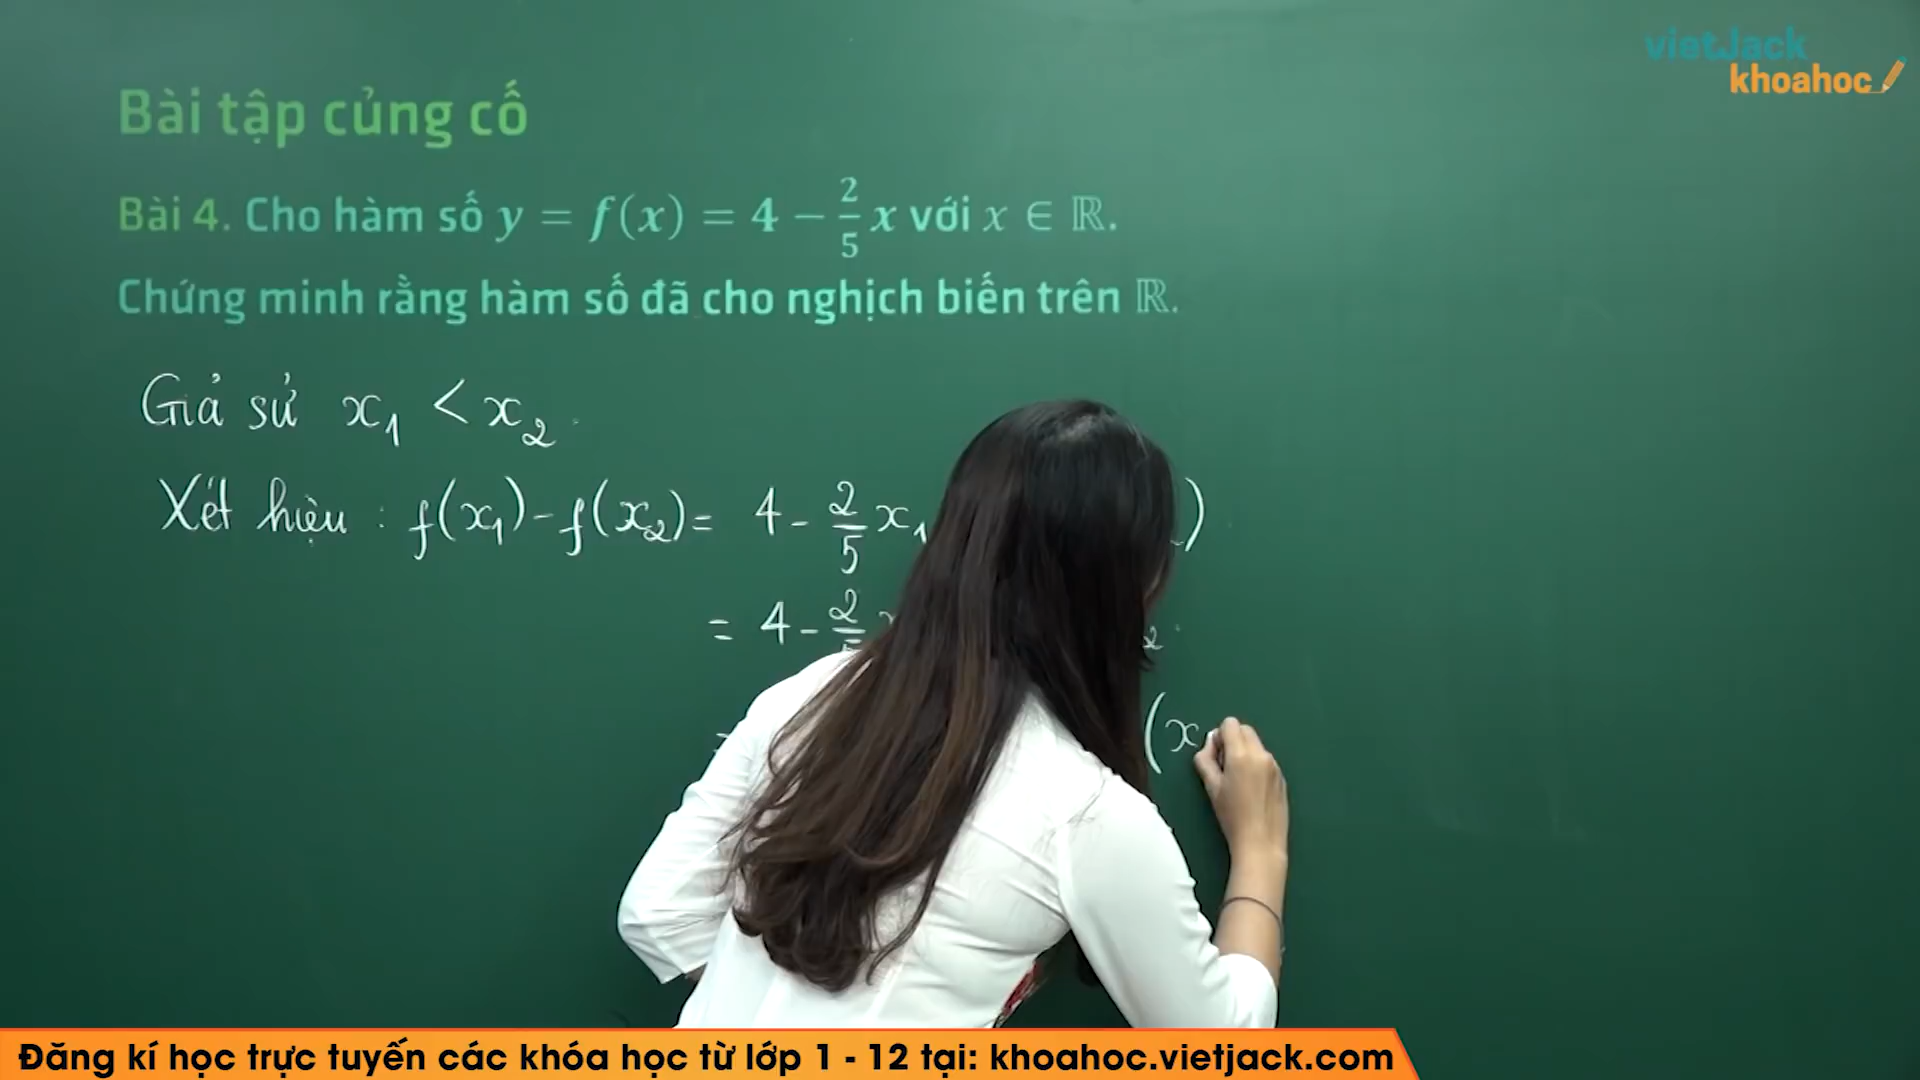 vietJack
khoahoc
Bài tập củng cố
Bài 4. Cho hàm số y = f(x) = 4 − 2/5 x với x ∈ ℝ.
Chứng minh rằng hàm số đã cho nghịch biến trên ℝ.
Giả sử x₁ < x₂.
Xét hiệu : f(x₁) - f(x₂) = 4 - 2/5 x₁ )
= 4 - 2/ 2
= (x
Đăng kí học trực tuyến các khóa học từ lớp 1 - 12 tại: khoahoc.vietjack.com